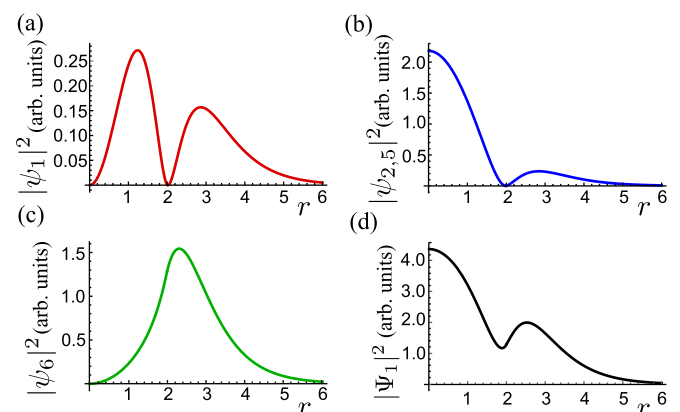 (a)
|ψ₁|² (arb. units)
0.25
0.20
0.15
0.10
0.05
1 2 3 4 5 6
r
(b)
|ψ₂,₅|² (arb. units)
2.0
1.5
1.0
0.5
1 2 3 4 5 6
r
(c)
|ψ₆|² (arb. units)
1.5
1.0
0.5
1 2 3 4 5 6
r
(d)
|Ψ₁|² (arb. units)
4.0
3.0
2.0
1.0
1 2 3 4 5 6
r